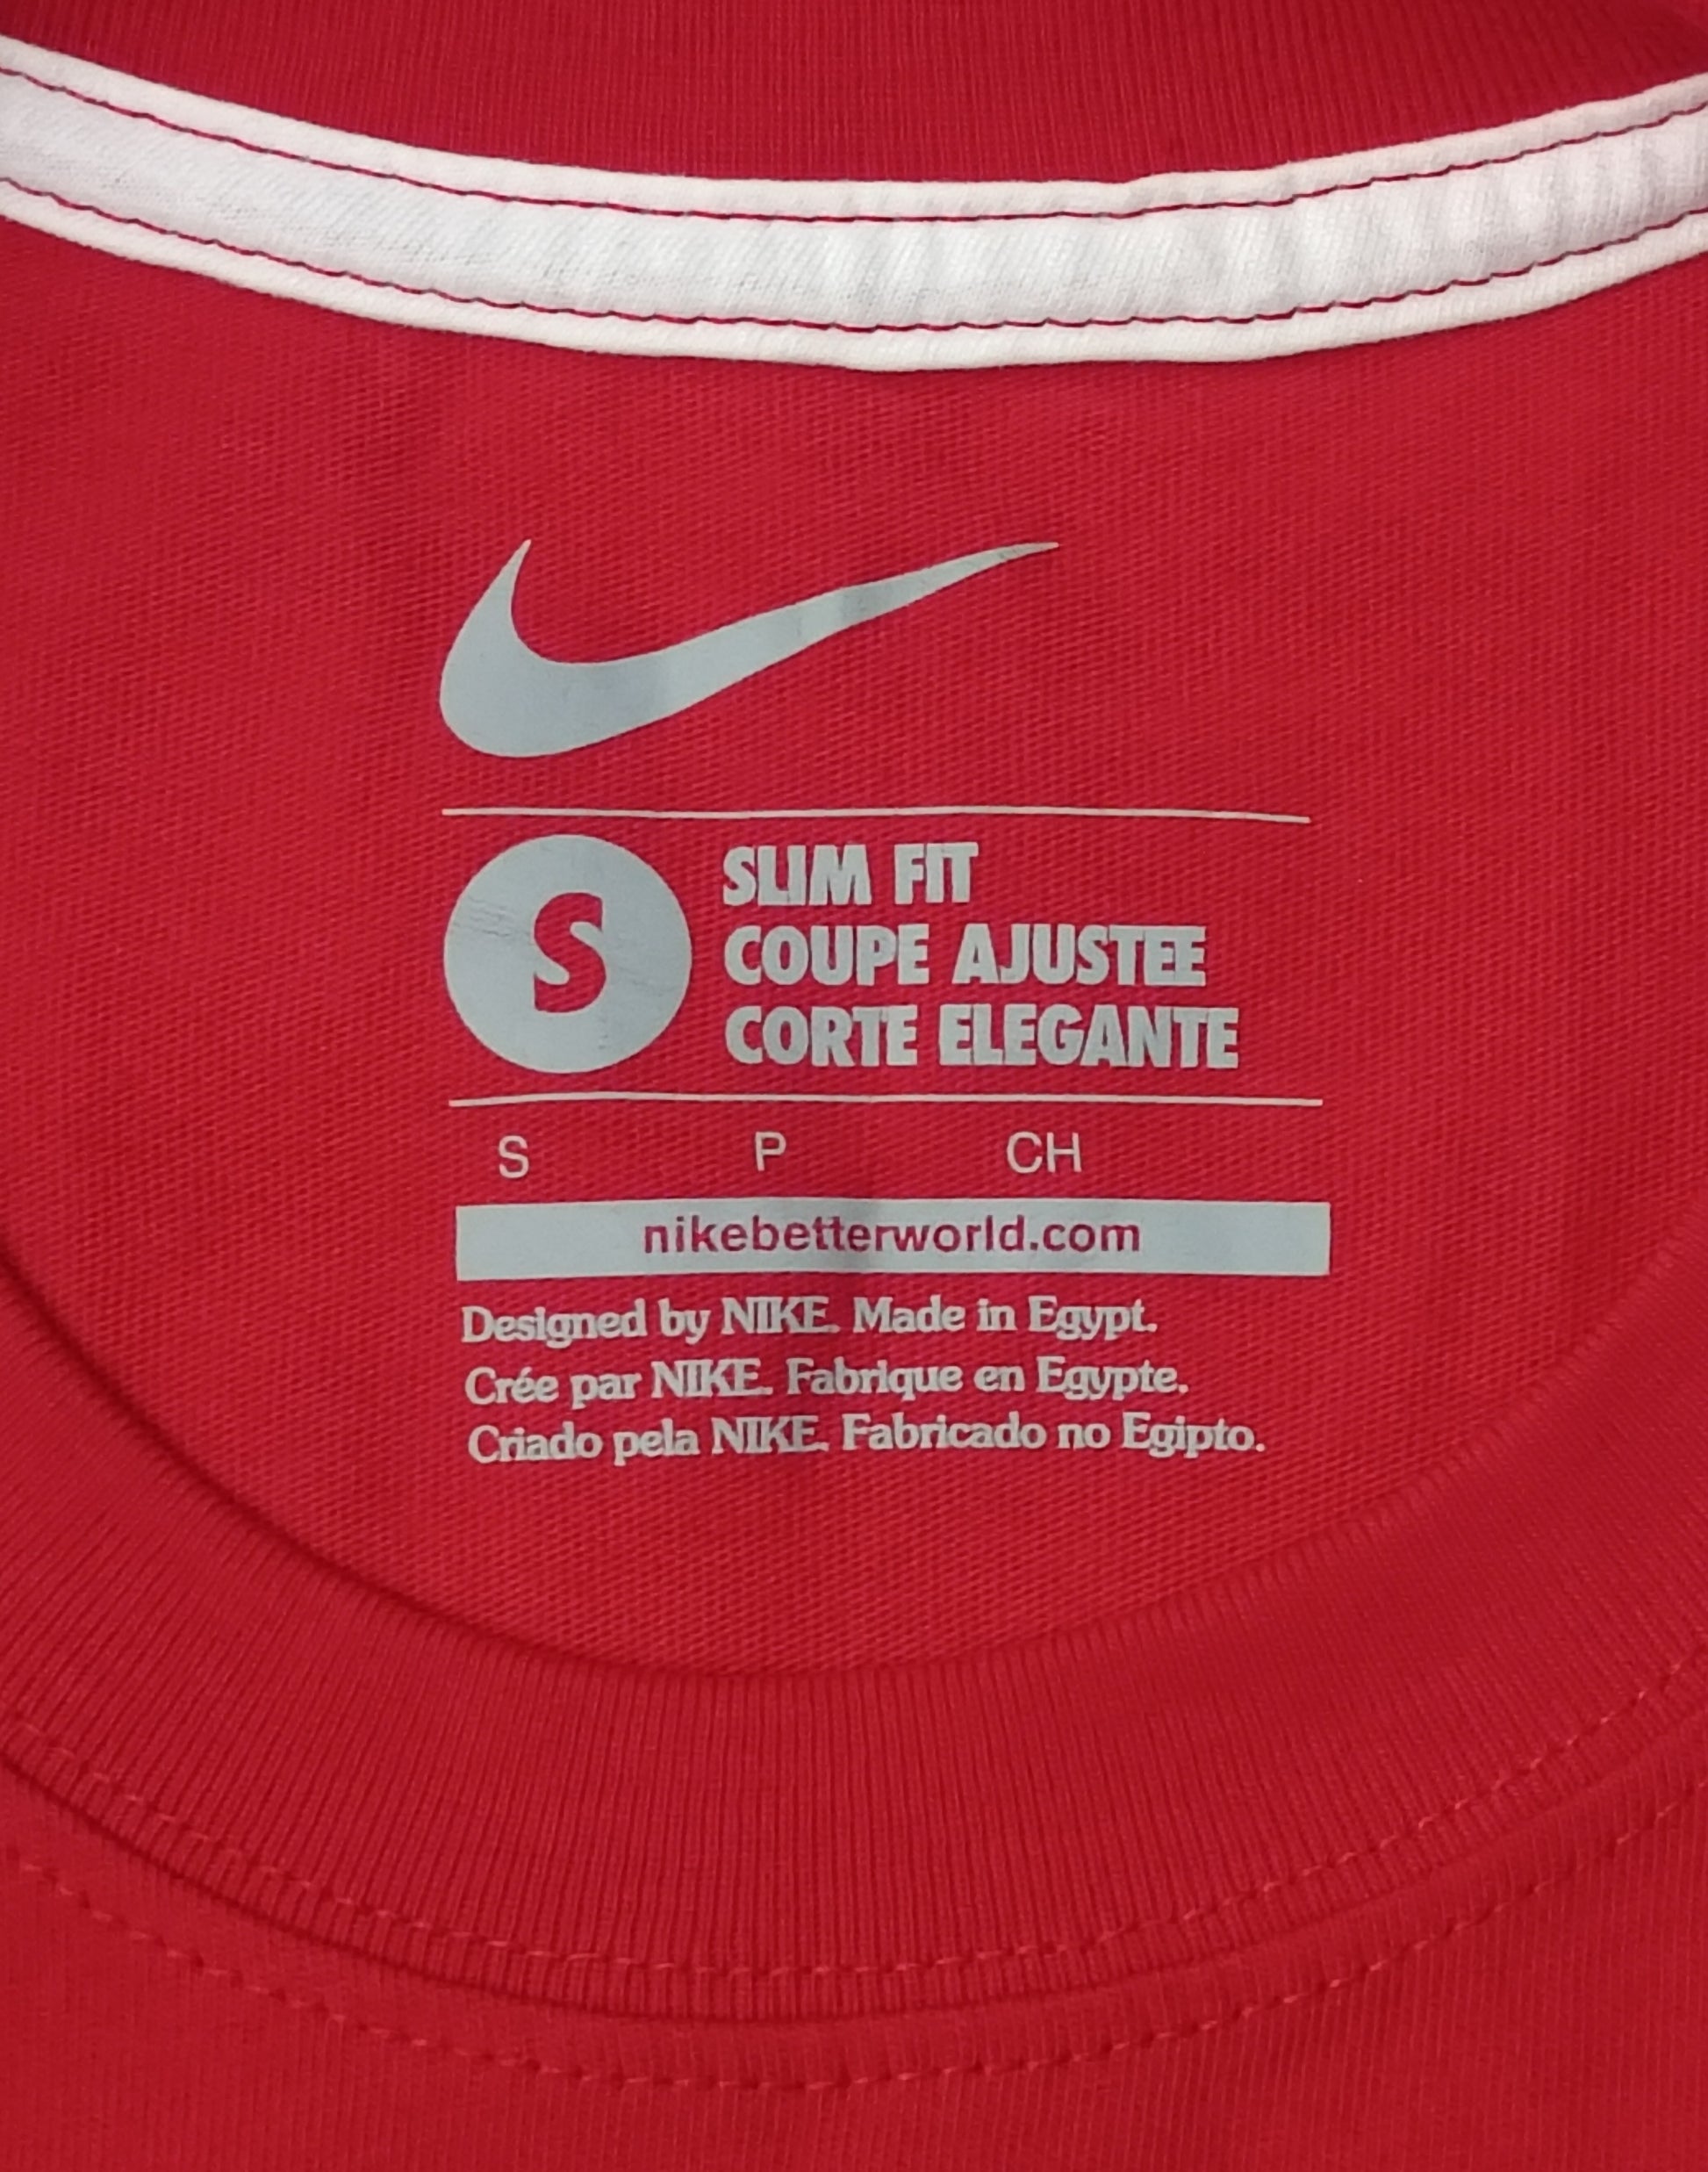 S
SLIM FIT
COUPE AJUSTEE
CORTE ELEGANTE
S P CH
nikebetterworld.com
Designed by NIKE. Made in Egypt.
Crée par NIKE. Fabrique en Egypte.
Criado pela NIKE. Fabricado no Egipto.